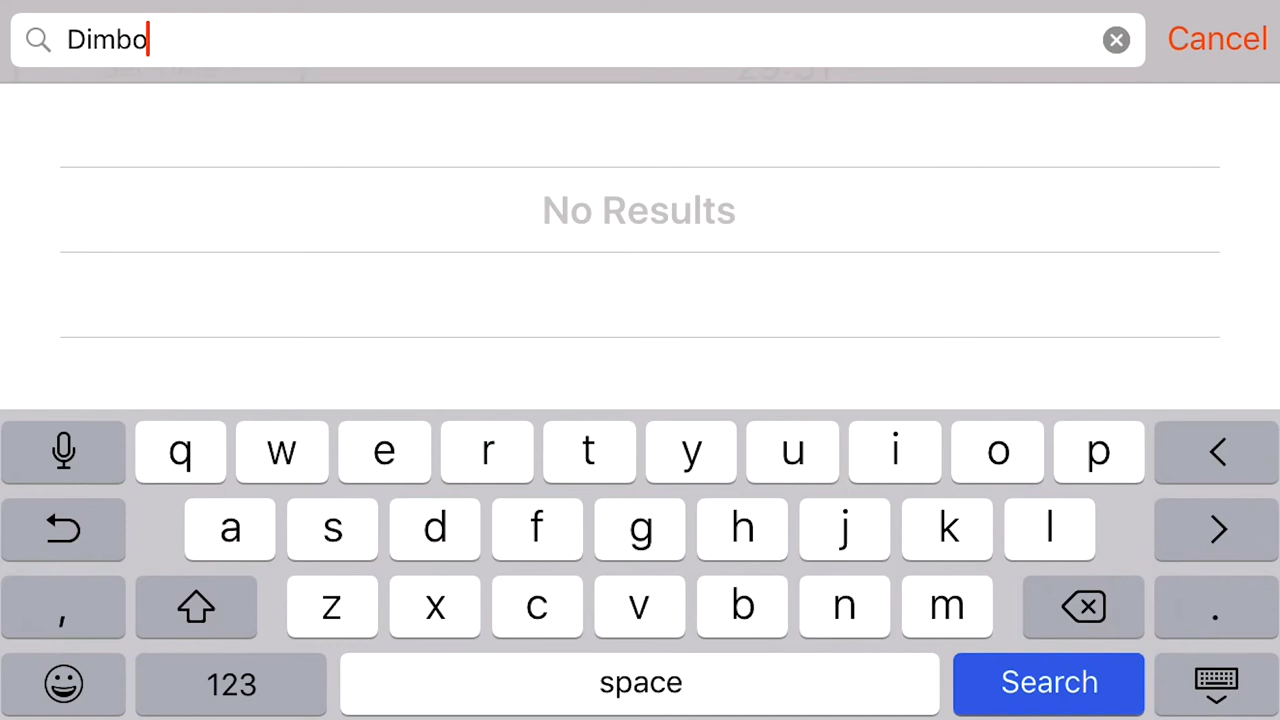 Dimbo
Cancel
No Results
q w e r t y u i o p <
a s d f g h j k l >
, z x c v b n m .
123 space Search